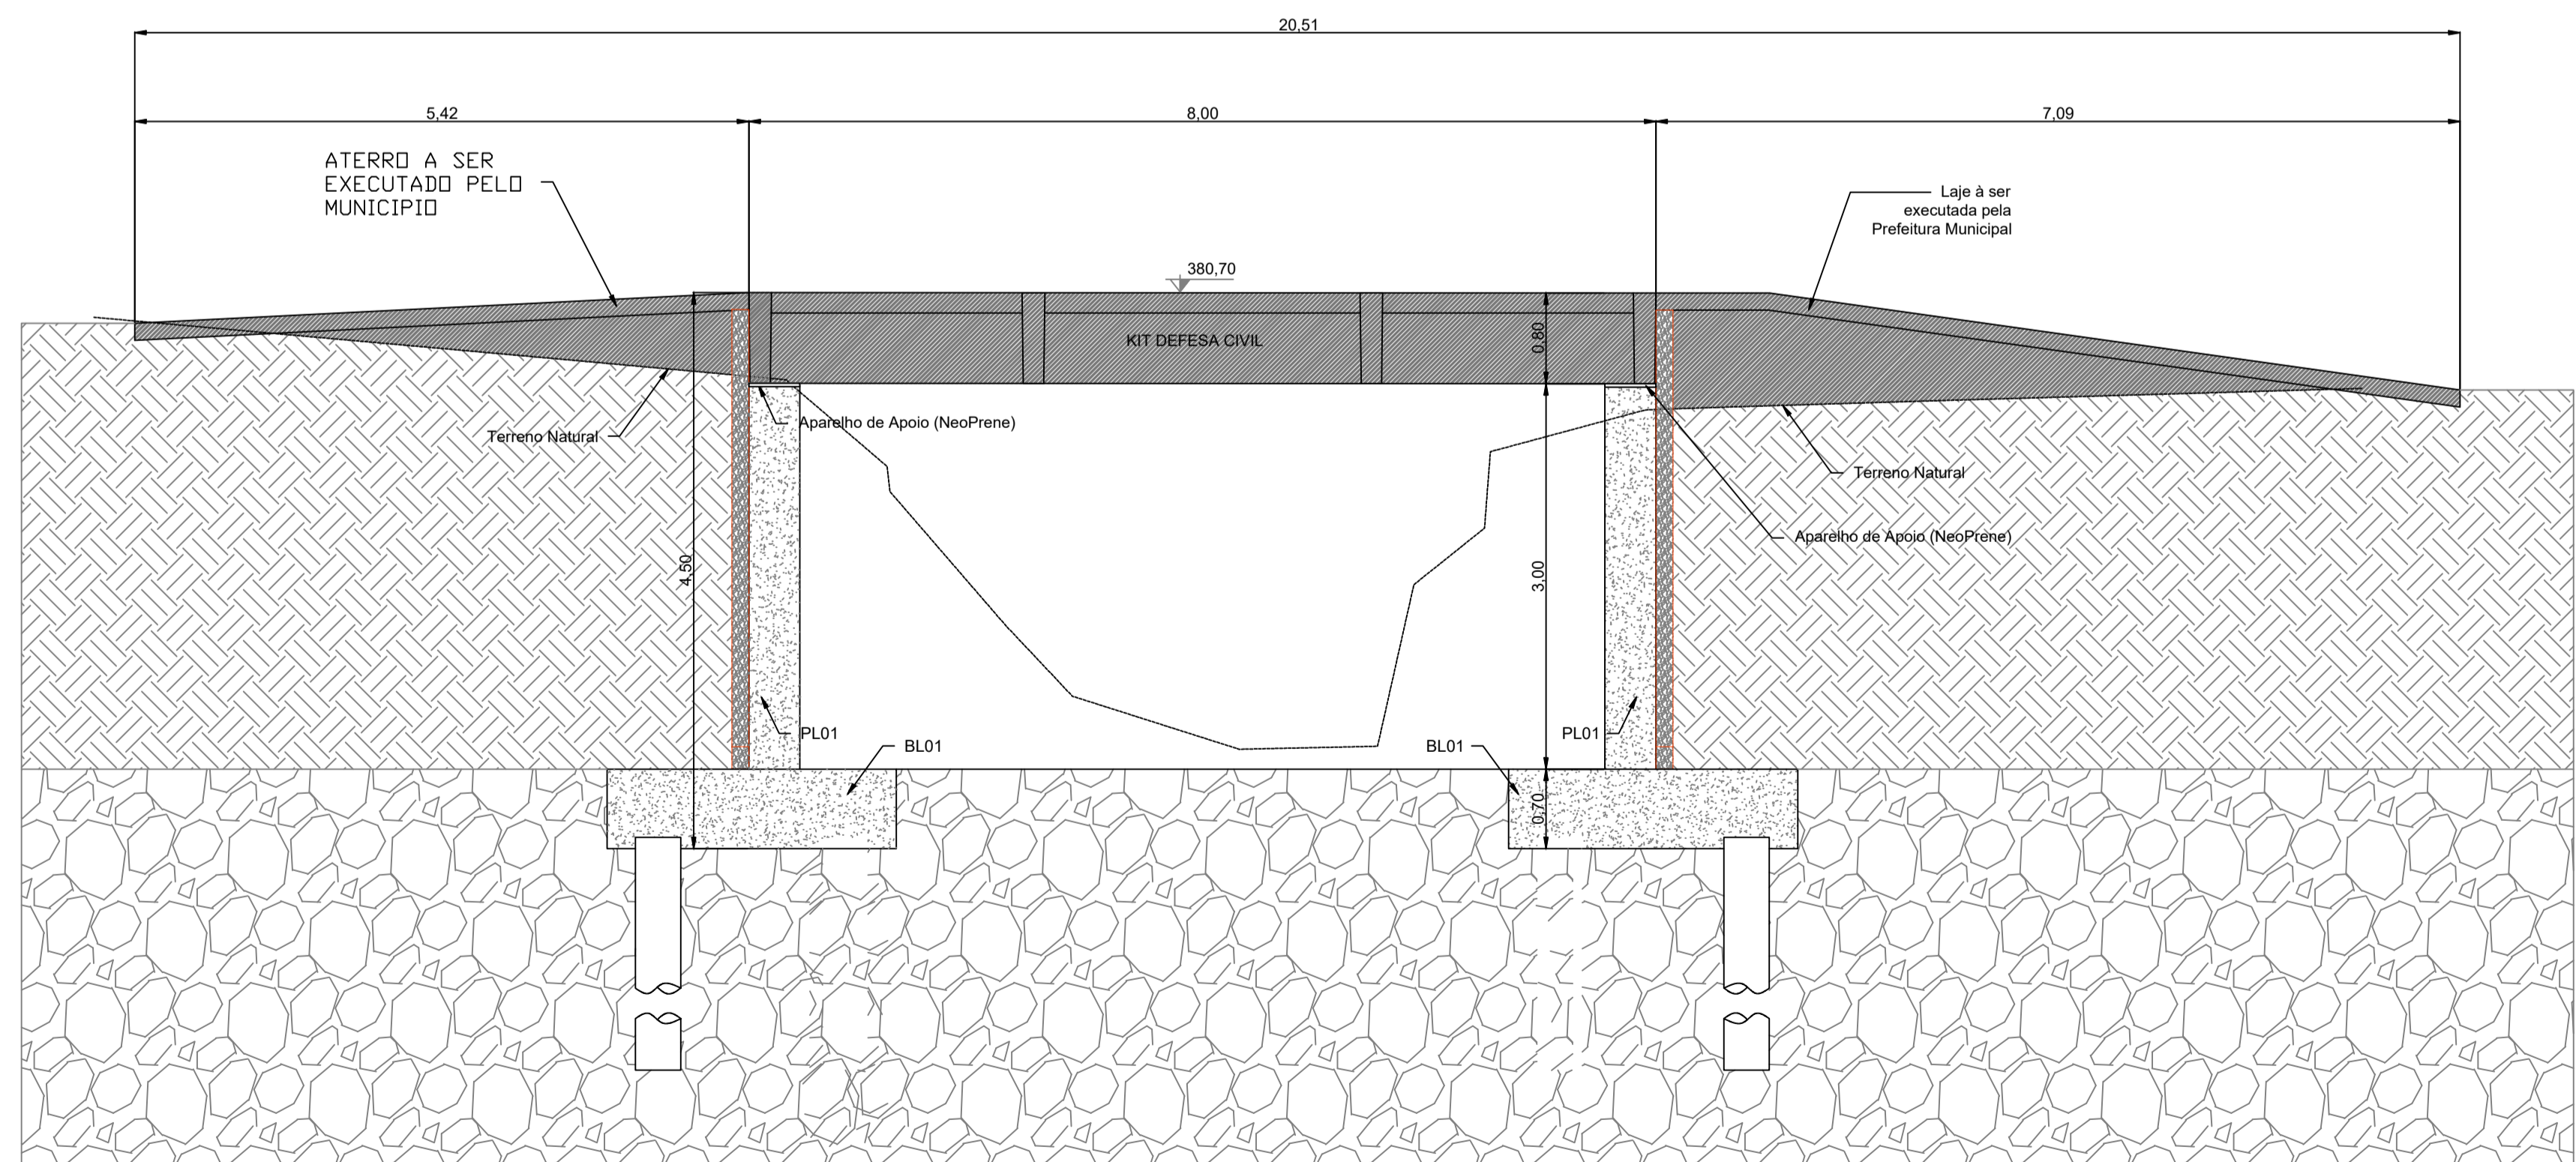 20,51
5,42
8,00
7,09
ATERRO A SER
EXECUTADO PELO
MUNICIPIO
Laje à ser
executada pela
Prefeitura Municipal
380,70
0,80
KIT DEFESA CIVIL
Aparelho de Apoio (NeoPrene)
Terreno Natural
Terreno Natural
Aparelho de Apoio (NeoPrene)
4,50
3,00
PL01
BL01
BL01
PL01
0,70